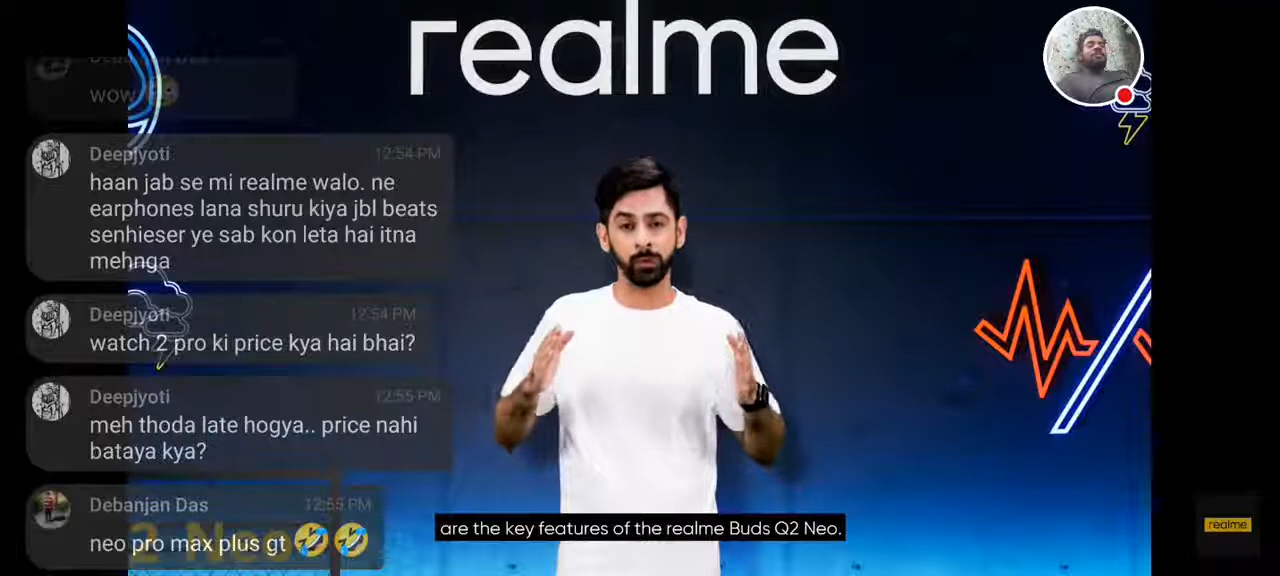 realme
wow
Deepjyoti 12:54 PM
haan jab se mi realme walo. ne
earphones lana shuru kiya jbl beats
senhieser ye sab kon leta hai itna
mehnga
Deepjyoti 12:54 PM
watch 2 pro ki price kya hai bhai?
Deepjyoti 12:55 PM
meh thoda late hogya.. price nahi
bataya kya?
Debanjan Das 12:55 PM
neo pro max plus gt 🤣🤣
2 Neo
are the key features of the realme Buds Q2 Neo.
realme